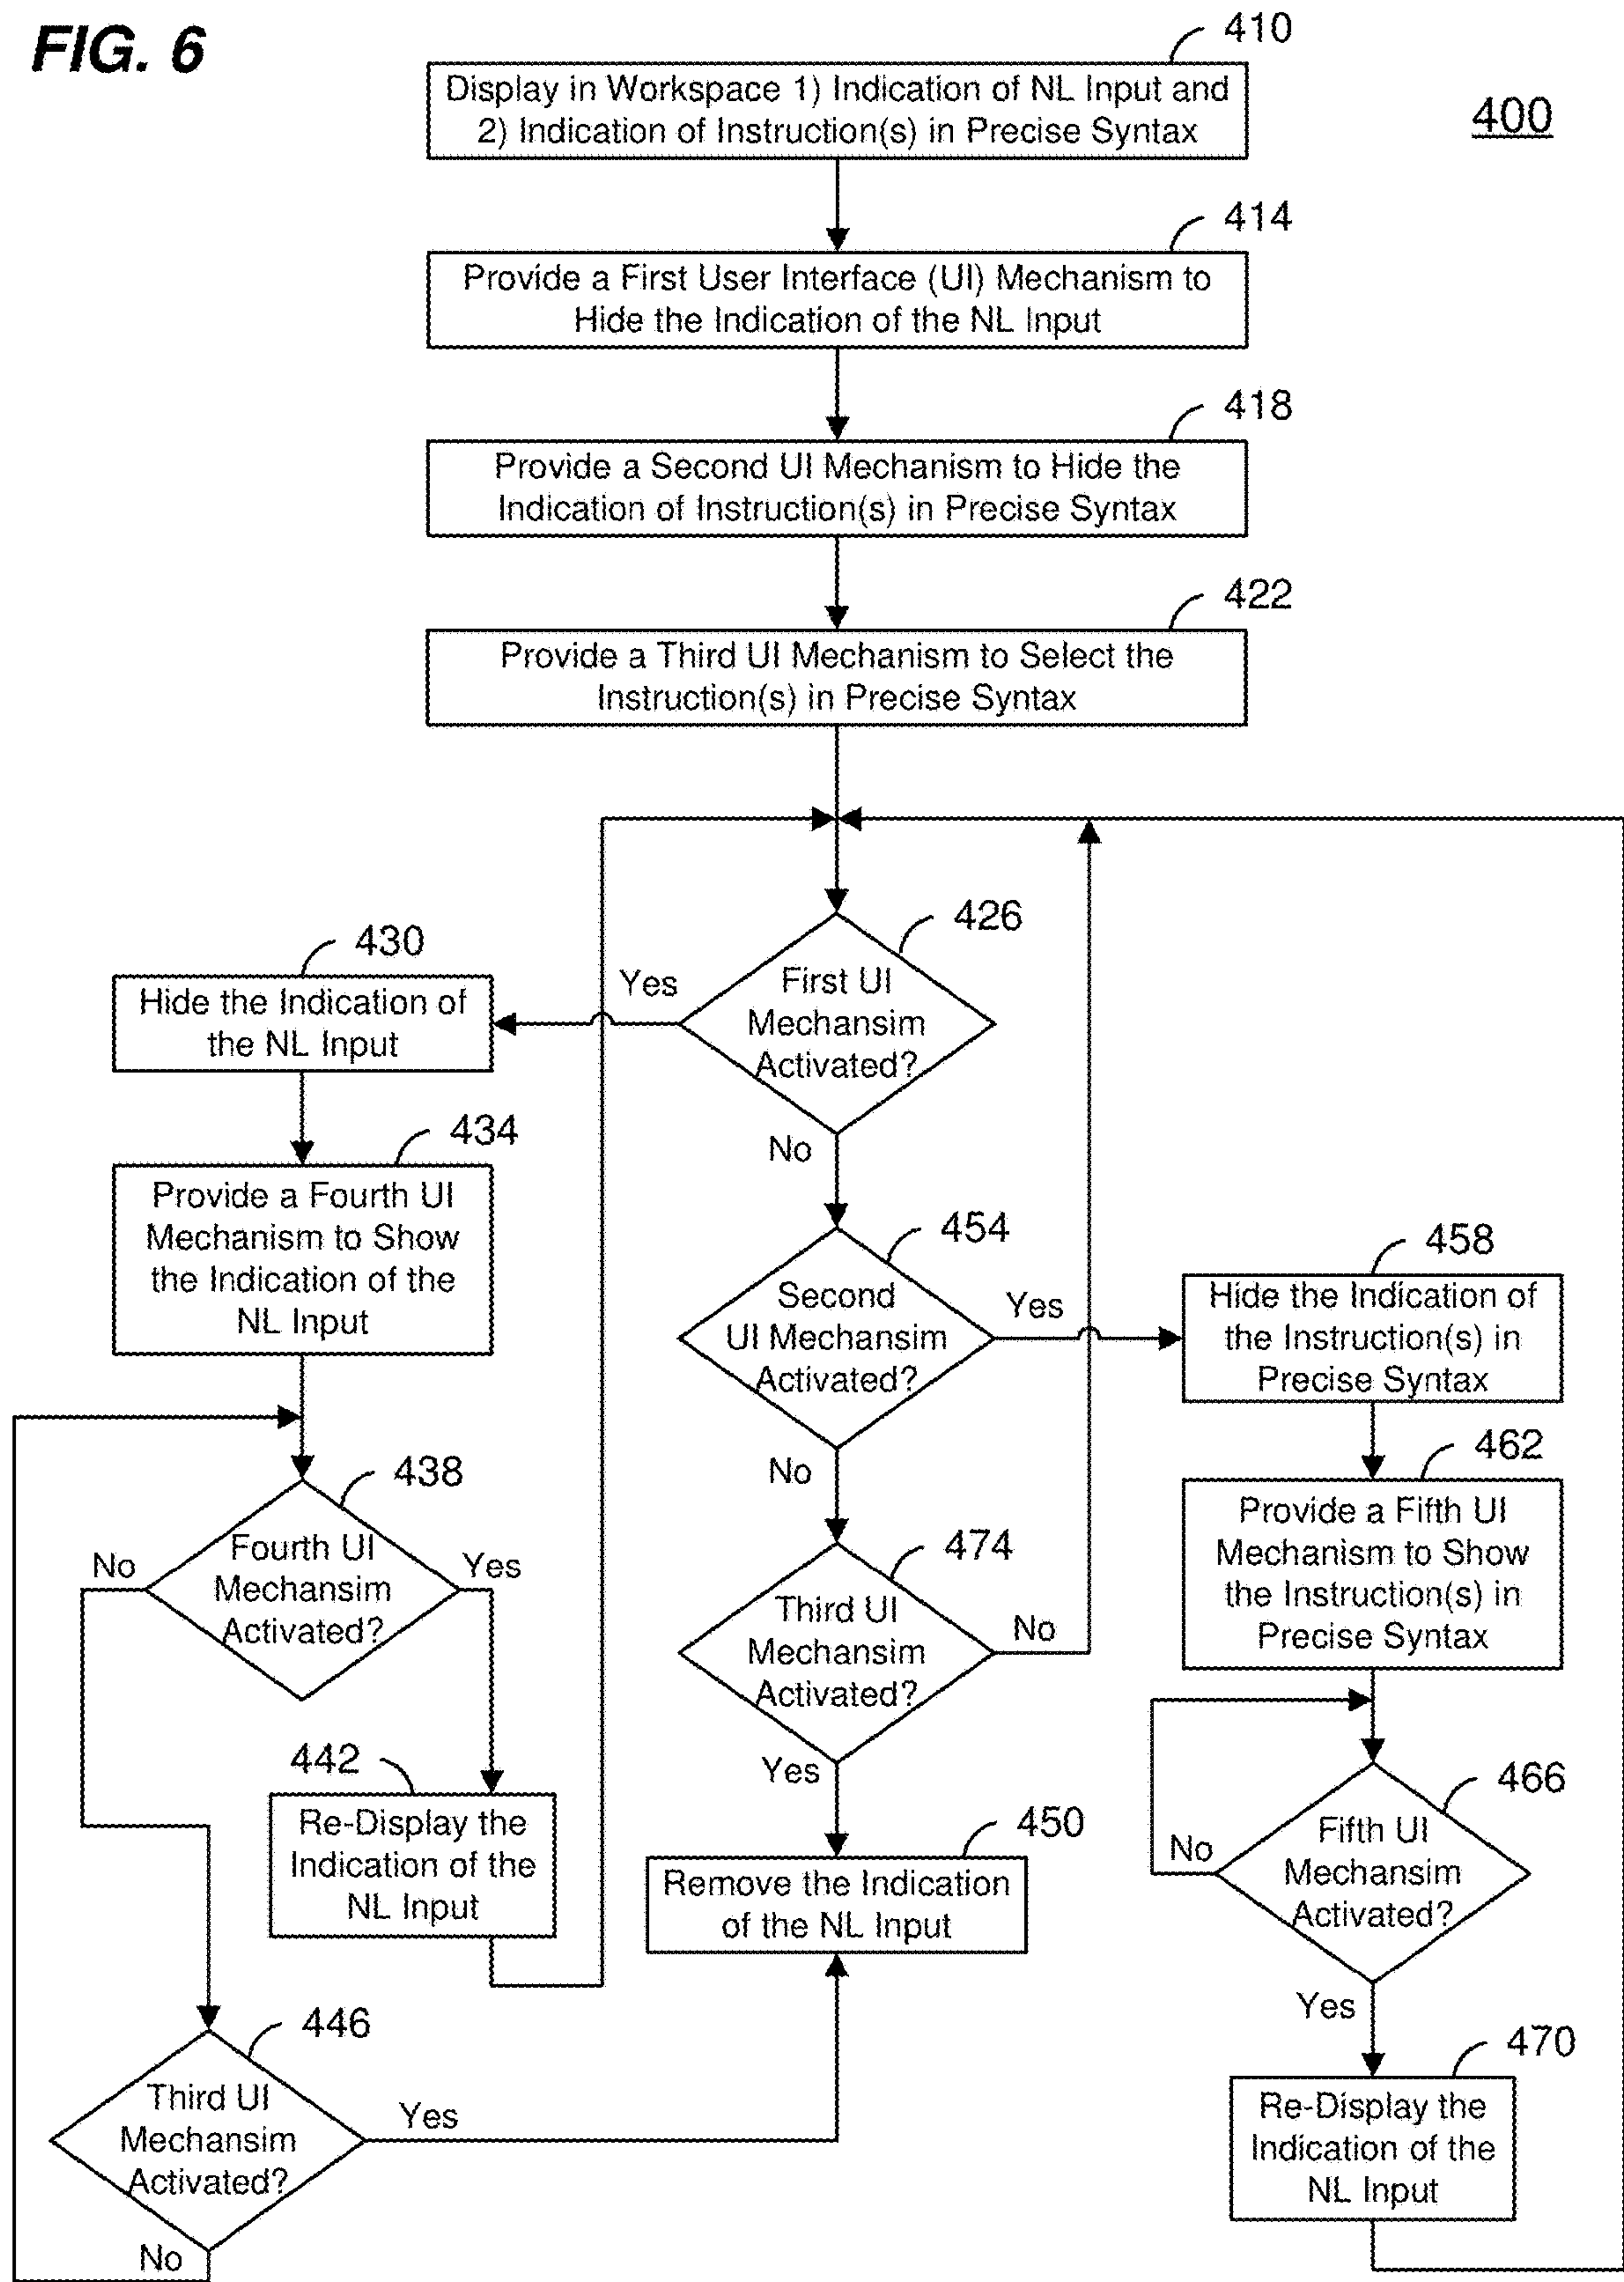 FIG. 6
400
410
Display in Workspace 1) Indication of NL Input and
2) Indication of Instruction(s) in Precise Syntax
414
Provide a First User Interface (UI) Mechanism to
Hide the Indication of the NL Input
418
Provide a Second UI Mechanism to Hide the
Indication of Instruction(s) in Precise Syntax
422
Provide a Third UI Mechanism to Select the
Instruction(s) in Precise Syntax
426
First UI
Mechansim
Activated?
Yes
No
430
Hide the Indication of
the NL Input
434
Provide a Fourth UI
Mechanism to Show
the Indication of the
NL Input
438
Fourth UI
Mechansim
Activated?
No
Yes
442
Re-Display the
Indication of the
NL Input
446
Third UI
Mechansim
Activated?
Yes
No
454
Second
UI Mechansim
Activated?
Yes
No
474
Third UI
Mechansim
Activated?
No
Yes
450
Remove the Indication
of the NL Input
458
Hide the Indication of
the Instruction(s) in
Precise Syntax
462
Provide a Fifth UI
Mechanism to Show
the Instruction(s) in
Precise Syntax
466
Fifth UI
Mechansim
Activated?
No
Yes
470
Re-Display the
Indication of the
NL Input